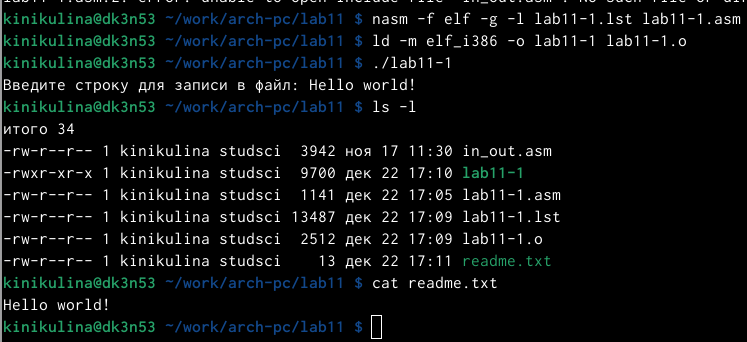 kinikulina@dk3n53 ~/work/arch-pc/lab11 $ nasm -f elf -g -l lab11-1.lst lab11-1.asm
kinikulina@dk3n53 ~/work/arch-pc/lab11 $ ld -m elf_i386 -o lab11-1 lab11-1.o
kinikulina@dk3n53 ~/work/arch-pc/lab11 $ ./lab11-1
Введите строку для записи в файл: Hello world!
kinikulina@dk3n53 ~/work/arch-pc/lab11 $ ls -l
итого 34
-rw-r--r-- 1 kinikulina studsci  3942 ноя 17 11:30 in_out.asm
-rwxr-xr-x 1 kinikulina studsci  9700 дек 22 17:10 lab11-1
-rw-r--r-- 1 kinikulina studsci  1141 дек 22 17:05 lab11-1.asm
-rw-r--r-- 1 kinikulina studsci 13487 дек 22 17:09 lab11-1.lst
-rw-r--r-- 1 kinikulina studsci  2512 дек 22 17:09 lab11-1.o
-rw-r--r-- 1 kinikulina studsci    13 дек 22 17:11 readme.txt
kinikulina@dk3n53 ~/work/arch-pc/lab11 $ cat readme.txt
Hello world!
kinikulina@dk3n53 ~/work/arch-pc/lab11 $